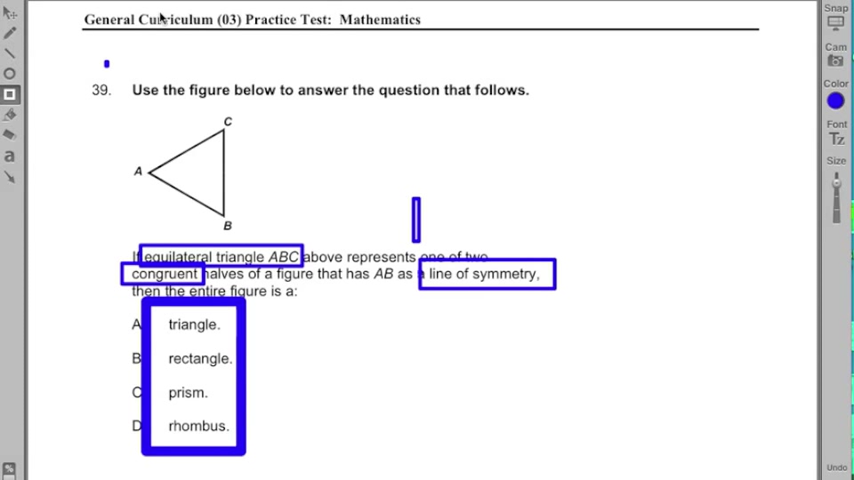 General Curriculum (03) Practice Test: Mathematics
39. Use the figure below to answer the question that follows.
C
A
B
If equilateral triangle ABC above represents one of two
congruent halves of a figure that has AB as a line of symmetry,
then the entire figure is a:
A triangle.
B rectangle.
C prism.
D rhombus.
Snap
Cam
Color
Font
Tz
Size
Undo
a
%